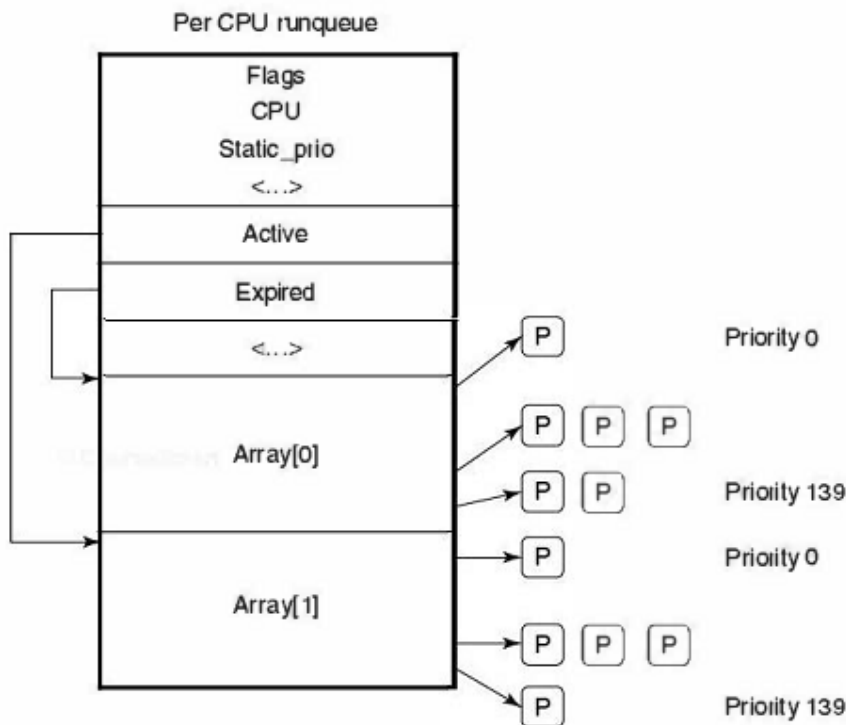 Per CPU runqueue
Flags
CPU
Static_prio
<...>
Active
Expired
<...>
P Priority 0
P P P
Array[0]
P P Priority 139
P Priority 0
Array[1]
P P P
P Priority 139